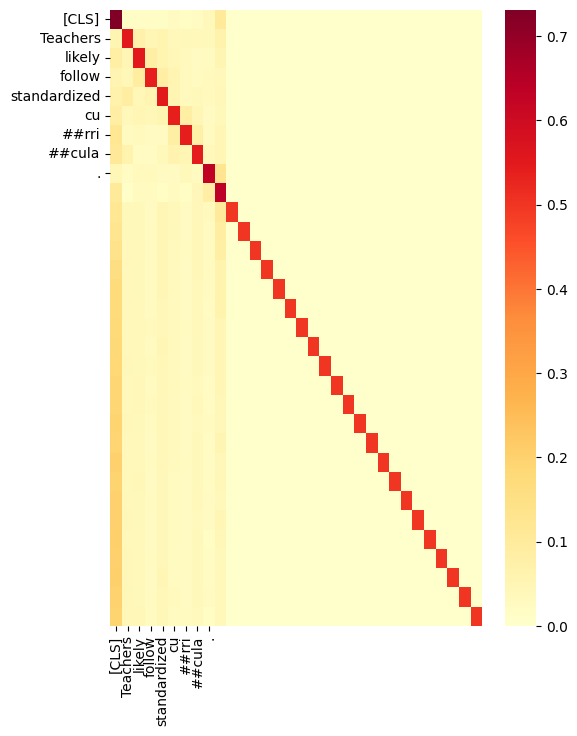 [CLS]
Teachers
likely
follow
standardized
cu
##rri
##cula
.
0.7
0.6
0.5
0.4
0.3
0.2
0.1
0.0
[CLS]
Teachers
likely
follow
standardized
cu
##rri
##cula
.